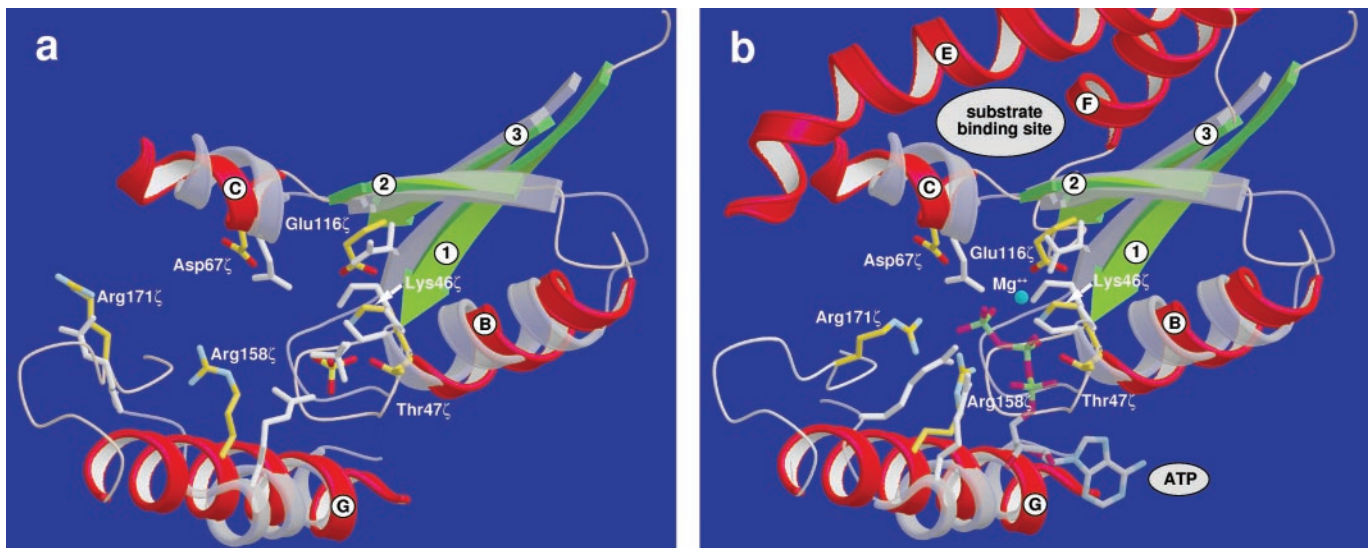 a
C
3
2
Glu116ζ
Asp67ζ
1
Lys46ζ
Arg171ζ
B
Arg158ζ
Thr47ζ
G
b
E
F
substrate
binding site
3
C
2
Glu116ζ
Asp67ζ
1
Lys46ζ
Mg++
Arg171ζ
B
Arg158ζ
Thr47ζ
ATP
G